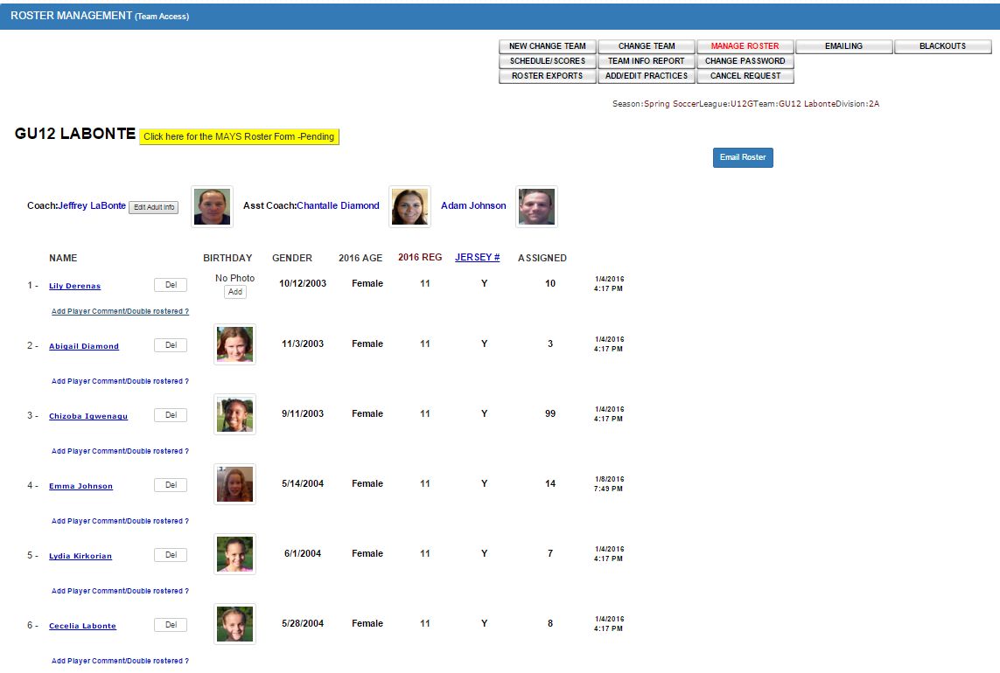 ROSTER MANAGEMENT (Team Access)
NEW CHANGE TEAM CHANGE TEAM MANAGE ROSTER EMAILING BLACKOUTS
SCHEDULE/SCORES TEAM INFO REPORT CHANGE PASSWORD
ROSTER EXPORTS ADD/EDIT PRACTICES CANCEL REQUEST
Season:Spring SoccerLeague:U12GTeam:GU12 LabonteDivision:2A
GU12 LABONTE Click here for the MAYS Roster Form -Pending
Email Roster
Coach:Jeffrey LaBonte Edit Adult Info Asst Coach:Chantalle Diamond Adam Johnson
NAME BIRTHDAY GENDER 2016 AGE 2016 REG JERSEY # ASSIGNED
1 - Lily Derenas Del No Photo Add 10/12/2003 Female 11 Y 10 1/4/2016 4:17 PM
Add Player Comment/Double rostered ?
2 - Abigail Diamond Del 11/3/2003 Female 11 Y 3 1/4/2016 4:17 PM
Add Player Comment/Double rostered ?
3 - Chizoba Igwenagu Del 9/11/2003 Female 11 Y 99 1/4/2016 4:17 PM
Add Player Comment/Double rostered ?
4 - Emma Johnson Del 5/14/2004 Female 11 Y 14 1/8/2016 7:49 PM
Add Player Comment/Double rostered ?
5 - Lydia Kirkorian Del 6/1/2004 Female 11 Y 7 1/4/2016 4:17 PM
Add Player Comment/Double rostered ?
6 - Cecelia Labonte Del 5/28/2004 Female 11 Y 8 1/4/2016 4:17 PM
Add Player Comment/Double rostered ?